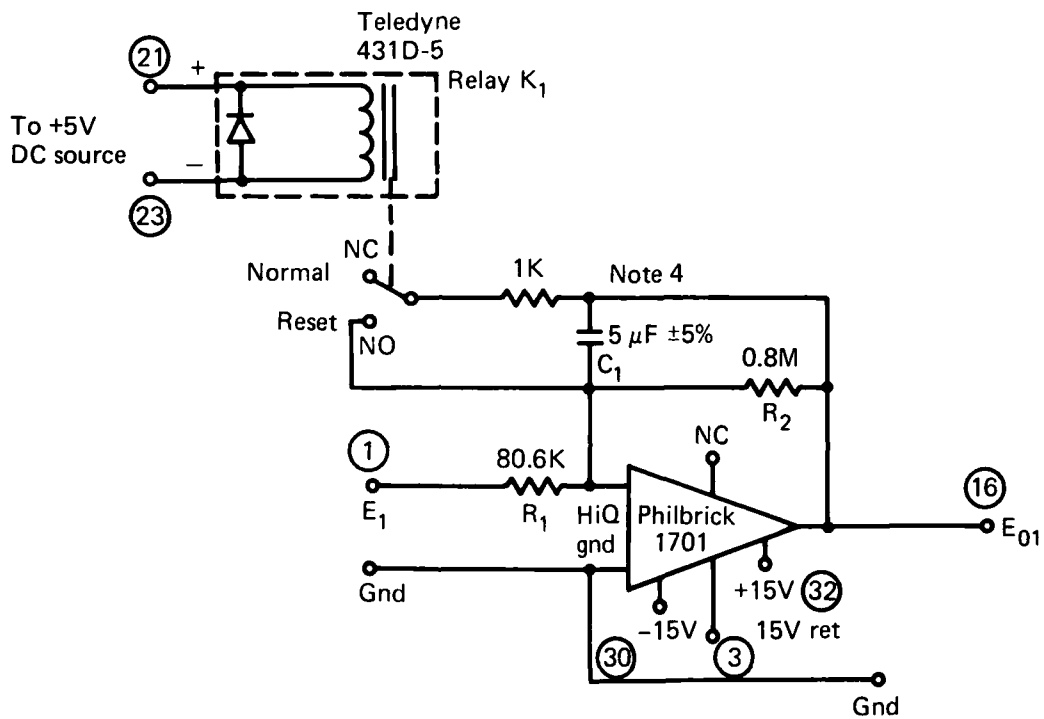 Teledyne
431D-5
21
+
Relay K1
To +5V
DC source
−
23
NC
Normal
1K
Note 4
Reset
NO
5 μF ±5%
C1
0.8M
R2
1
80.6K
NC
16
E1
R1
HiQ
gnd
Philbrick
1701
E01
Gnd
+15V
32
−15V
15V ret
30
3
Gnd